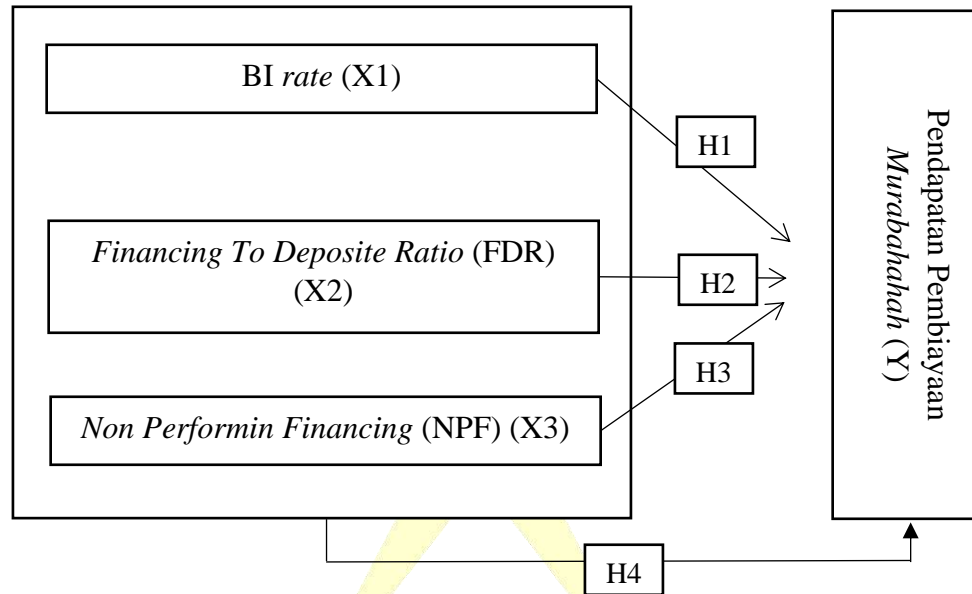 BI rate (X1)
H1
Financing To Deposite Ratio (FDR)
(X2)
H2
H3
Non Performin Financing (NPF) (X3)
H4
Pendapatan Pembiayaan
Murabahahah (Y)